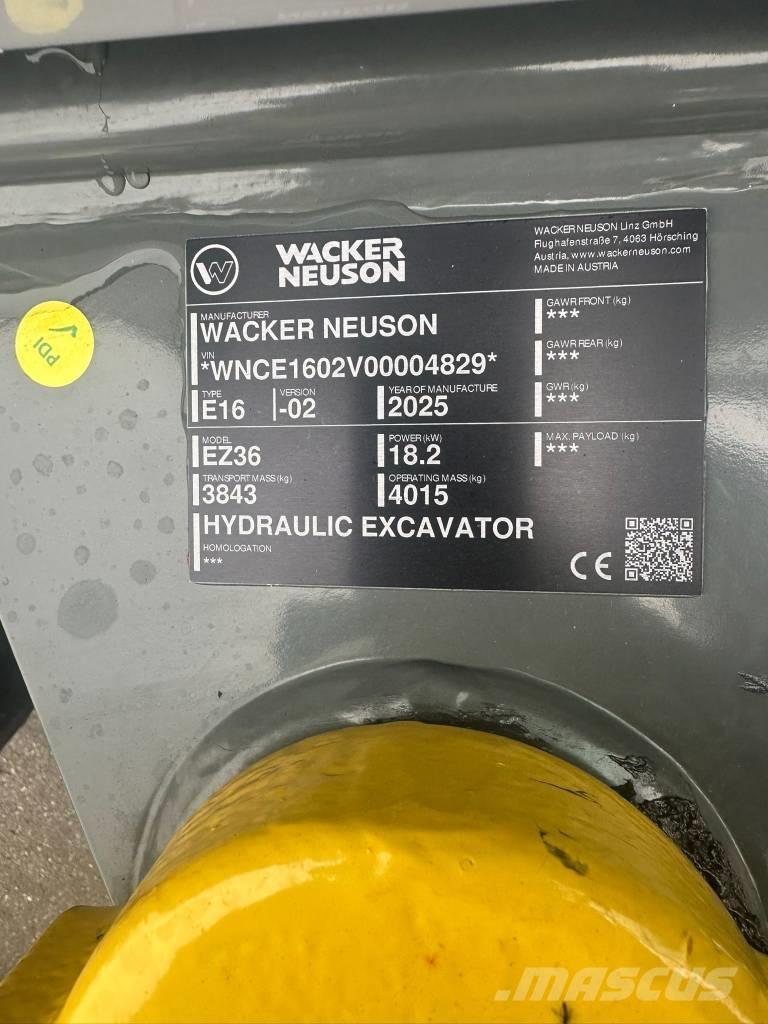 WACKER
NEUSON
WACKER NEUSON Linz GmbH
Flughafenstraße 7, 4063 Hörsching
Austria, www.wackerneuson.com
MADE IN AUSTRIA
MANUFACTURER
WACKER NEUSON
VIN
*WNCE1602V00004829*
TYPE VERSION YEAR OF MANUFACTURE
E16 -02 2025
GAWR FRONT (kg)
***
GAWR REAR (kg)
***
GWR (kg)
***
MODEL POWER (kW) MAX. PAYLOAD (kg)
EZ36 18.2 ***
TRANSPORT MASS (kg) OPERATING MASS (kg)
3843 4015
HYDRAULIC EXCAVATOR
HOMOLOGATION
***
CE
PDI
MASCUS